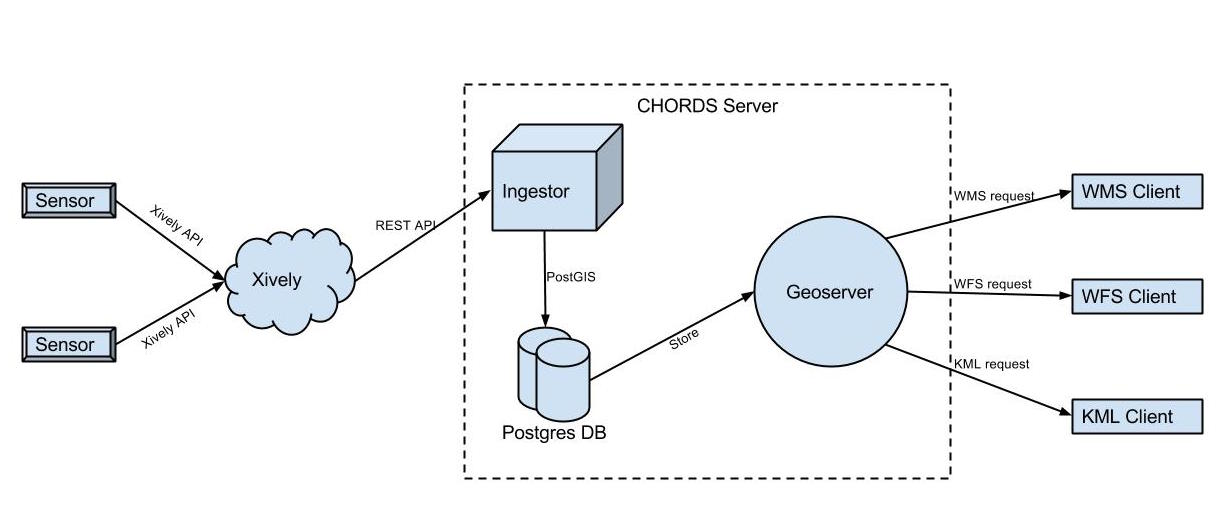 CHORDS Server
Sensor
Xively API
Xively
Xively API
Sensor
REST API
Ingestor
PostGIS
Postgres DB
Store
Geoserver
WMS request
WMS Client
WFS request
WFS Client
KML request
KML Client